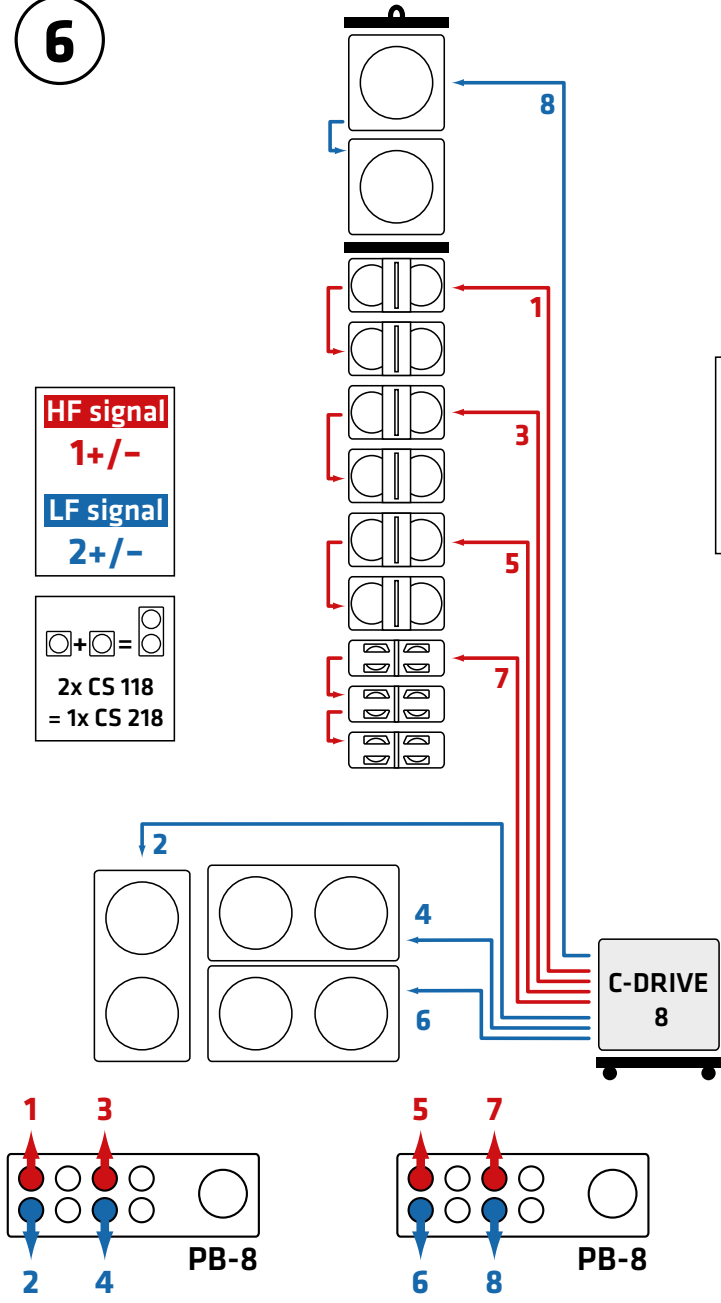 6
8
1
3
HF signal
1+/−
LF signal
2+/−
5
+ =
2x CS 118
= 1x CS 218
7
2
4
6
C-DRIVE
8
1 3
5 7
PB-8
PB-8
2 4
6 8